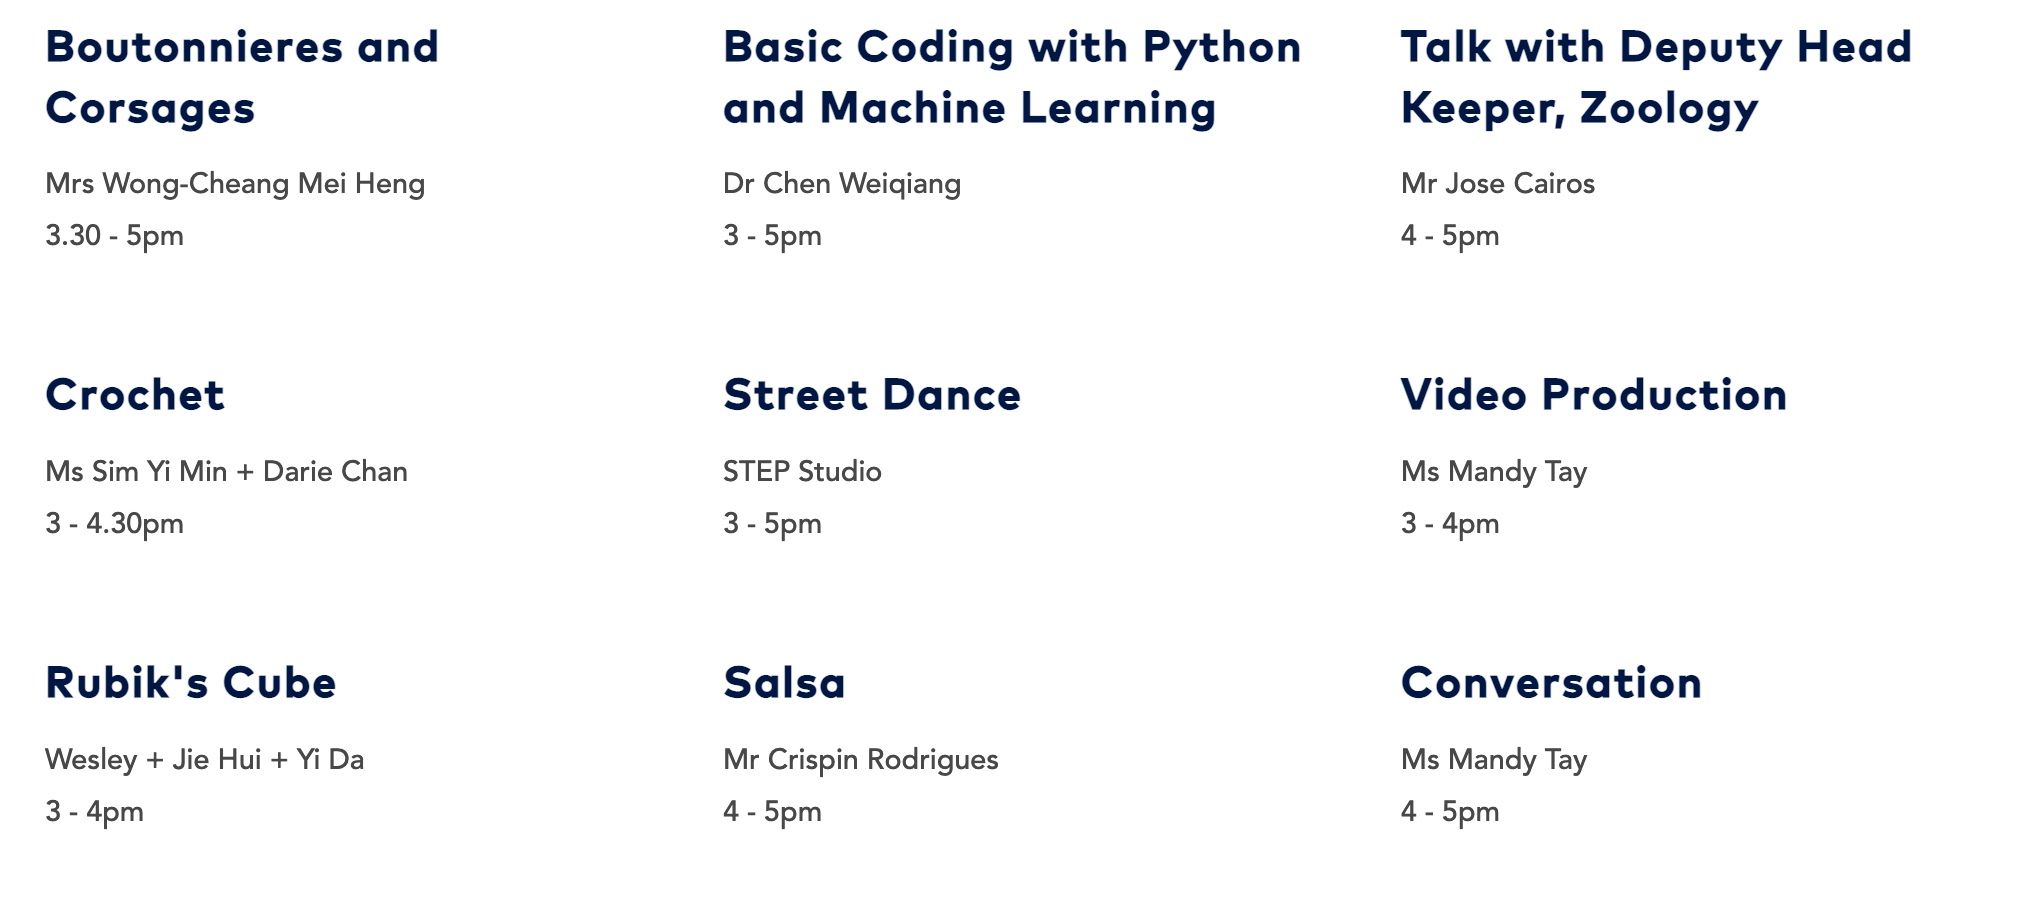 Boutonnieres and
Corsages
Mrs Wong-Cheang Mei Heng
3.30 - 5pm
Basic Coding with Python
and Machine Learning
Dr Chen Weiqiang
3 - 5pm
Talk with Deputy Head
Keeper, Zoology
Mr Jose Cairos
4 - 5pm
Crochet
Ms Sim Yi Min + Darie Chan
3 - 4.30pm
Street Dance
STEP Studio
3 - 5pm
Video Production
Ms Mandy Tay
3 - 4pm
Rubik's Cube
Wesley + Jie Hui + Yi Da
3 - 4pm
Salsa
Mr Crispin Rodrigues
4 - 5pm
Conversation
Ms Mandy Tay
4 - 5pm